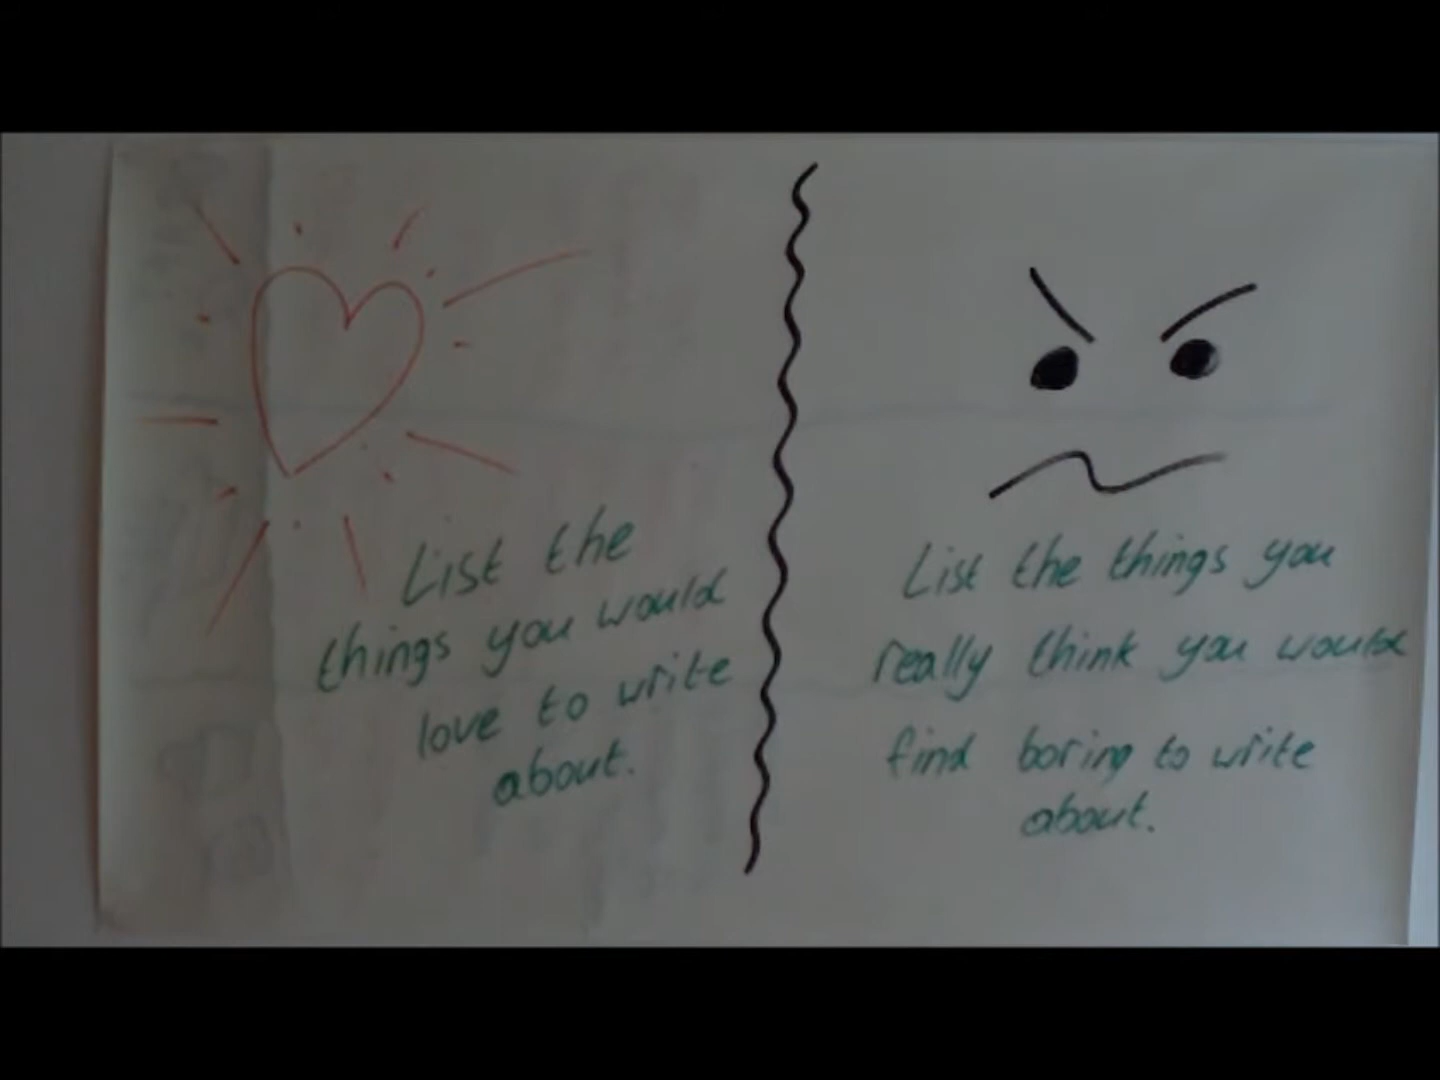 List the
things you would
love to write
about.
List the things you
really think you would
find boring to write
about.